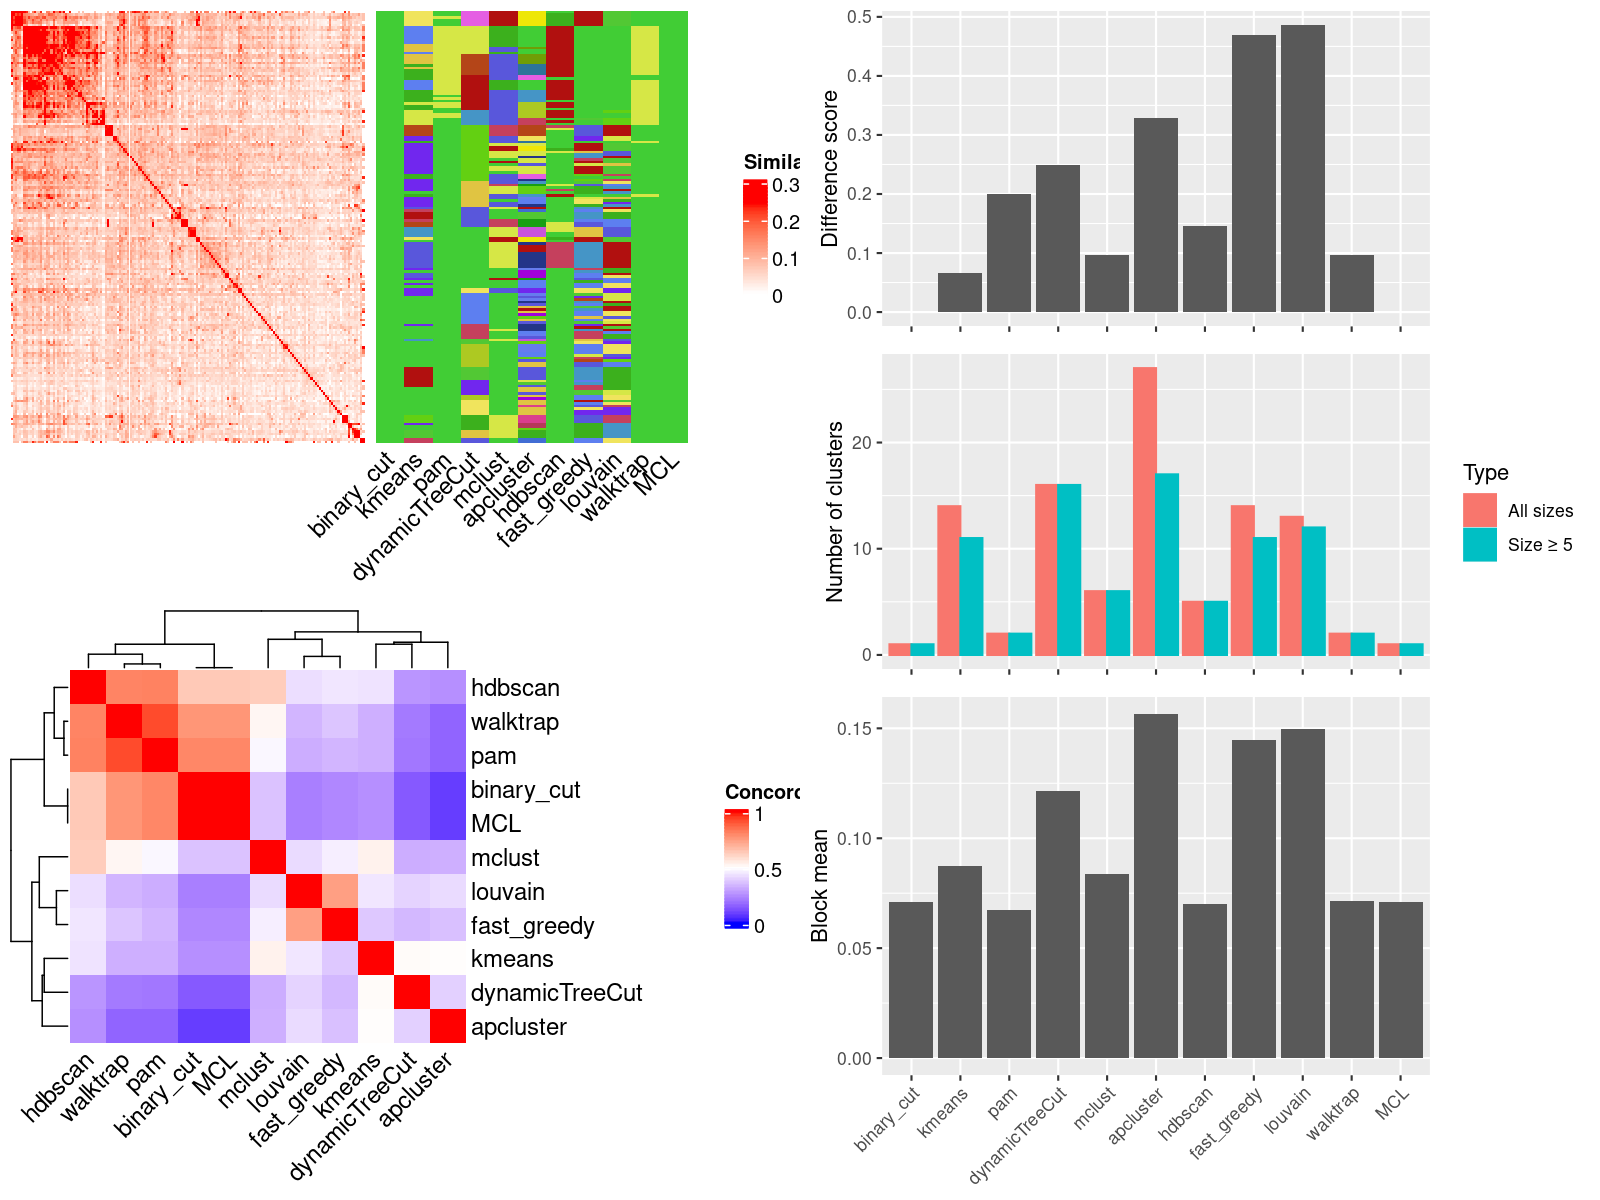 Simila
0.3
0.2
0.1
0
binary_cut
kmeans
pam
dynamicTreeCut
mclust
apcluster
hdbscan
fast_greedy
louvain
walktrap
MCL
hdbscan
walktrap
pam
binary_cut
MCL
mclust
louvain
fast_greedy
kmeans
dynamicTreeCut
apcluster
hdbscan
walktrap
pam
binary_cut
MCL
mclust
louvain
fast_greedy
kmeans
dynamicTreeCut
apcluster
Concord
1
0.5
0
Difference score
0.5
0.4
0.3
0.2
0.1
0.0
Number of clusters
20
10
0
Type
All sizes
Size ≥ 5
Block mean
0.15
0.10
0.05
0.00
binary_cut
kmeans
pam
dynamicTreeCut
mclust
apcluster
hdbscan
fast_greedy
louvain
walktrap
MCL